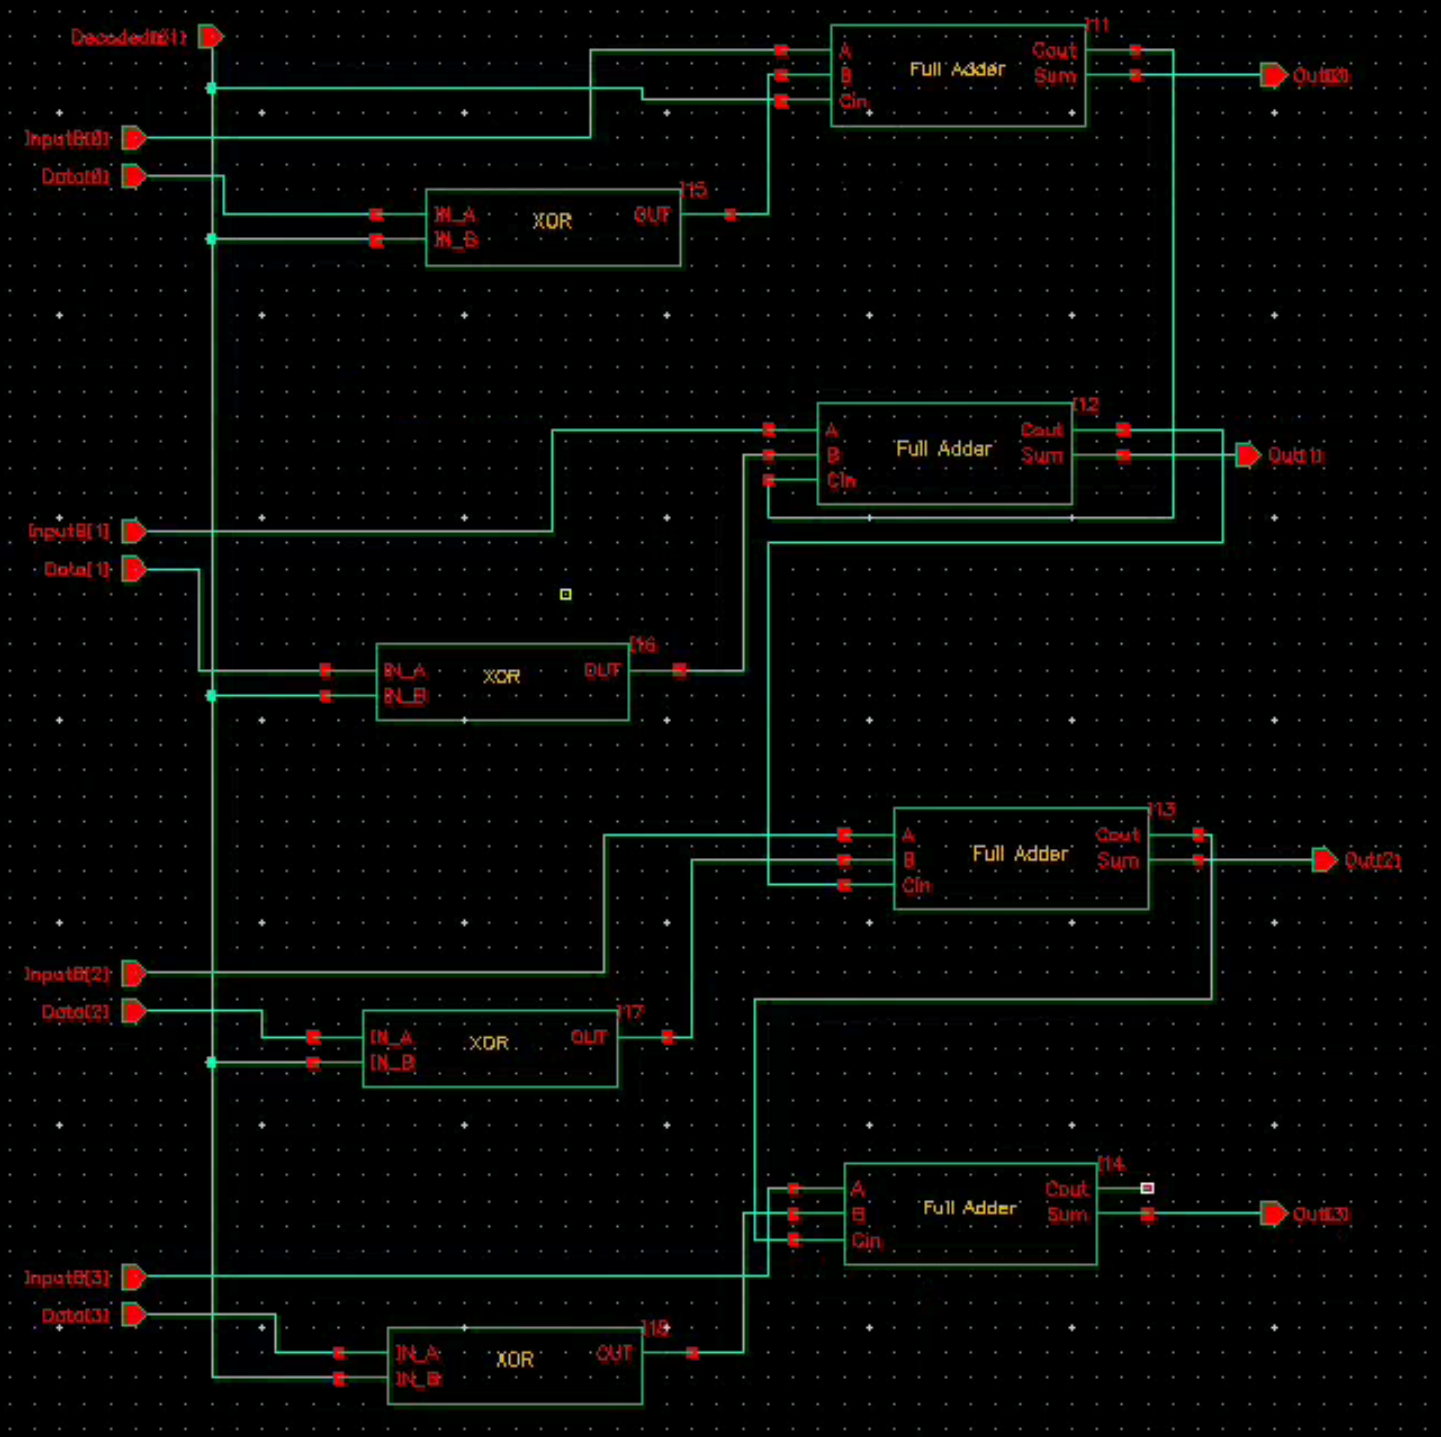 I11
A
Cout
Full Adder
B
Sum
Cin
InputB[0]
Data[0]
I15
IN_A
OUT
XOR
IN_B
I12
A
Cout
Full Adder
B
Sum
Out[1]
Cin
InputB[1]
Data[1]
I16
IN_A
OUT
XOR
IN_B
I13
A
Cout
Full Adder
B
Sum
Out[2]
Cin
InputB[2]
Data[2]
I17
IN_A
OUT
XOR
IN_B
I14
A
Cout
Full Adder
B
Sum
Out[3]
Cin
InputB[3]
Data[3]
I18
IN_A
OUT
XOR
IN_B